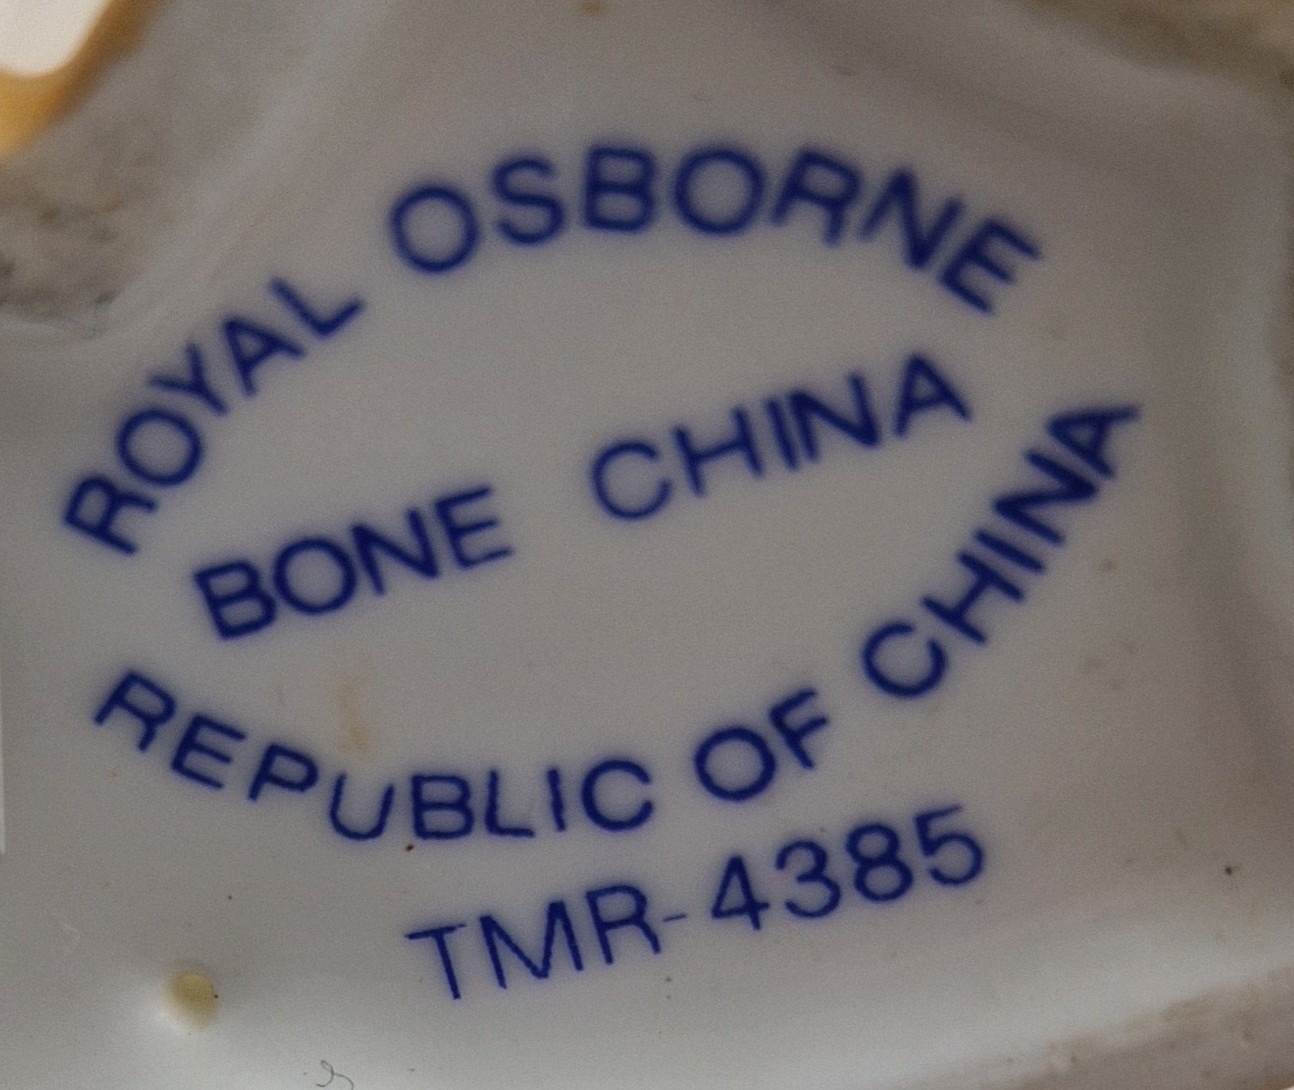 ROYAL OSBORNE
BONE CHINA
REPUBLIC OF CHINA
TMR-4385